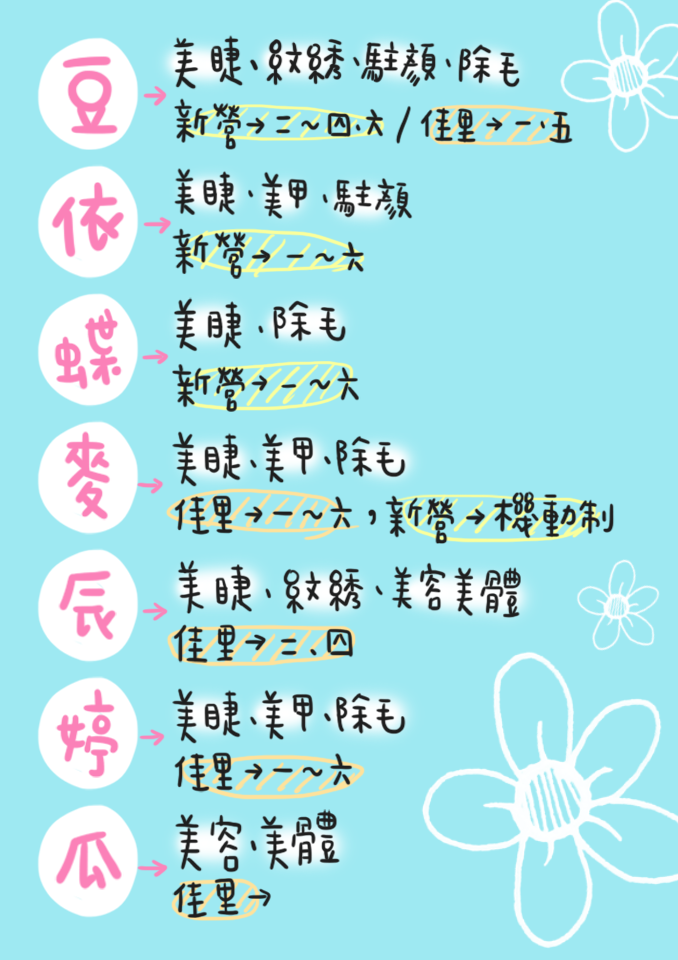 豆→美睫、紋綉、駐顏、除毛
新營→二～四、六/佳里→一、五
依→美睫、美甲、駐顏
新營→一～六
蝶→美睫、除毛
新營→一～六
麥→美睫、美甲、除毛
佳里→一～六，新營→機動制
辰→美睫、紋綉、美容美體
佳里→二、四
婷→美睫、美甲、除毛
佳里→一～六
瓜→美容、美體
佳里→